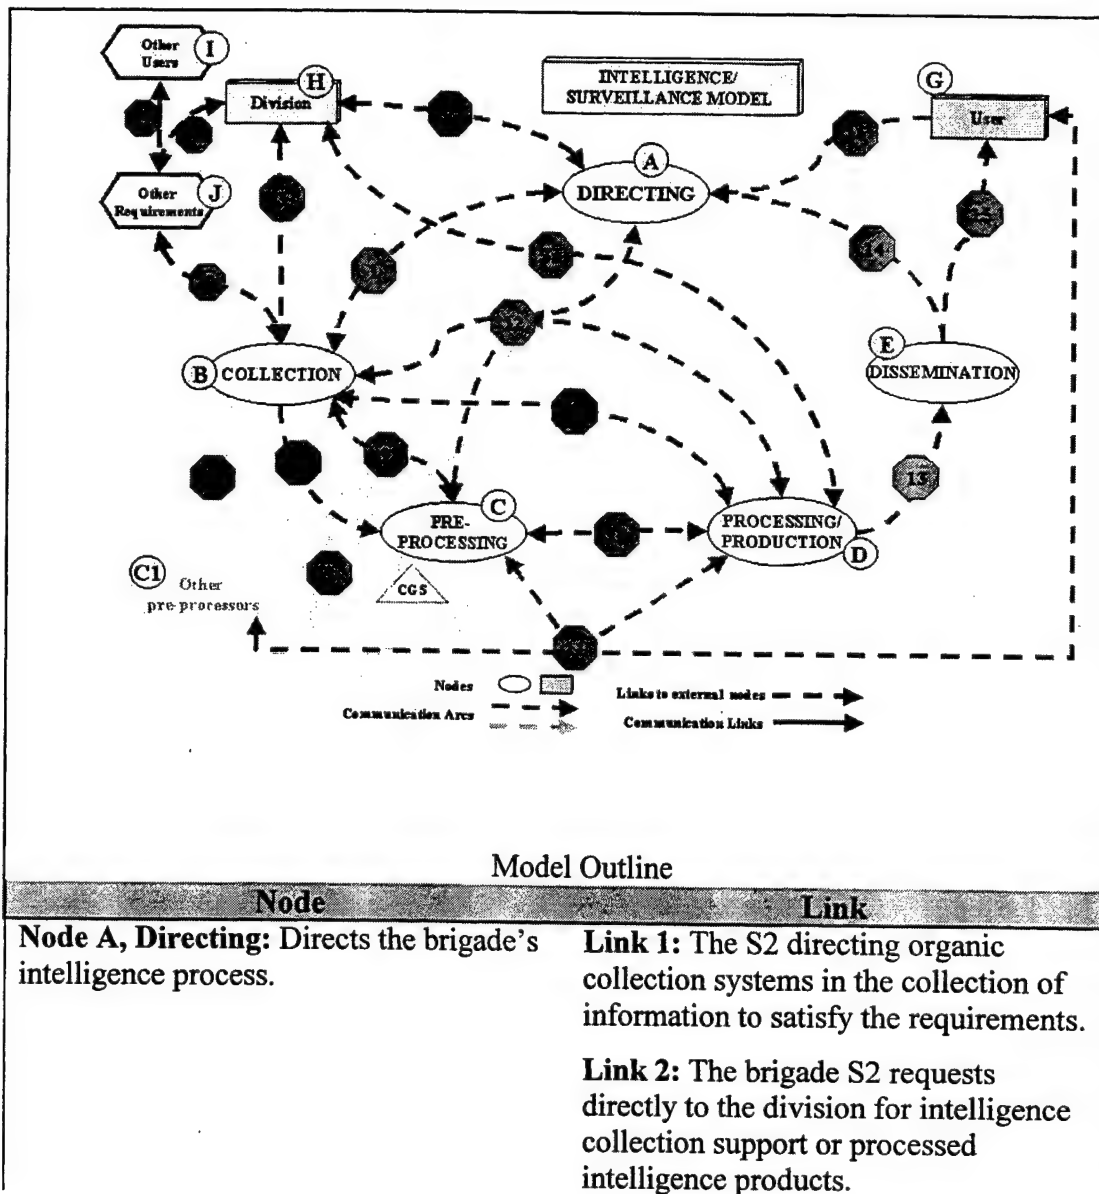 Other
Users
I
H
Division
INTELLIGENCE/
SURVEILLANCE MODEL
G
User
A
DIRECTING
Other
Requirements
J
B
COLLECTION
E
DISSEMINATION
13
C
PRE-
PROCESSING
PROCESSING/
PRODUCTION
D
C1
Other
pre-processors
CGS
Nodes
Links to external nodes
Communication Arcs
Communication Links
Model Outline
Node
Link
Node A, Directing: Directs the brigade's
intelligence process.
Link 1: The S2 directing organic
collection systems in the collection of
information to satisfy the requirements.
Link 2: The brigade S2 requests
directly to the division for intelligence
collection support or processed
intelligence products.